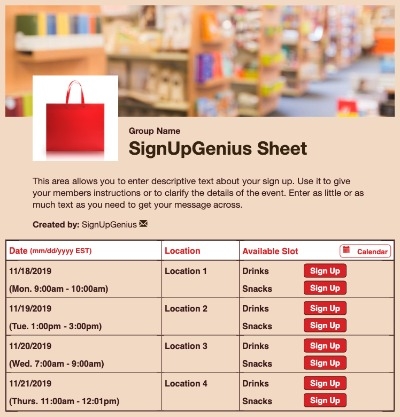 Group Name
SignUpGenius Sheet
This area allows you to enter descriptive text about your sign up. Use it to give
your members instructions or to clarify the details of the event. Enter as little or as
much text as you need to get your message across.
Created by: SignUpGenius
Date (mm/dd/yyyy EST) Location Available Slot Calendar
11/18/2019 Location 1 Drinks Sign Up
(Mon. 9:00am - 10:00am) Snacks Sign Up
11/19/2019 Location 2 Drinks Sign Up
(Tue. 1:00pm - 3:00pm) Snacks Sign Up
11/20/2019 Location 3 Drinks Sign Up
(Wed. 7:00am - 9:00am) Snacks Sign Up
11/21/2019 Location 4 Drinks Sign Up
(Thurs. 11:00am - 12:01pm) Snacks Sign Up